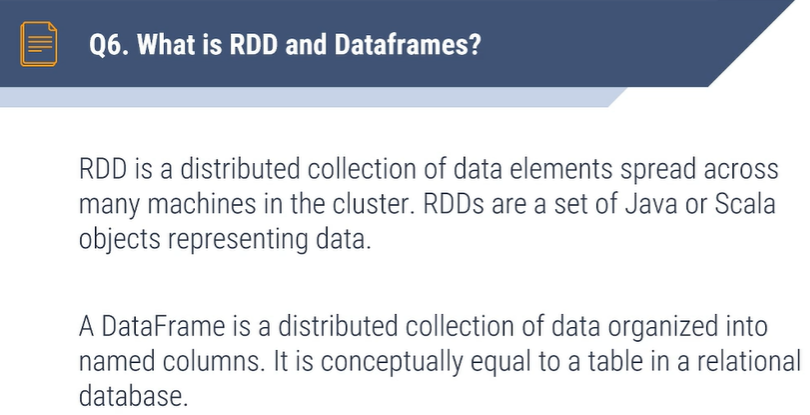 Q6. What is RDD and Dataframes?
RDD is a distributed collection of data elements spread across
many machines in the cluster. RDDs are a set of Java or Scala
objects representing data.
A DataFrame is a distributed collection of data organized into
named columns. It is conceptually equal to a table in a relational
database.